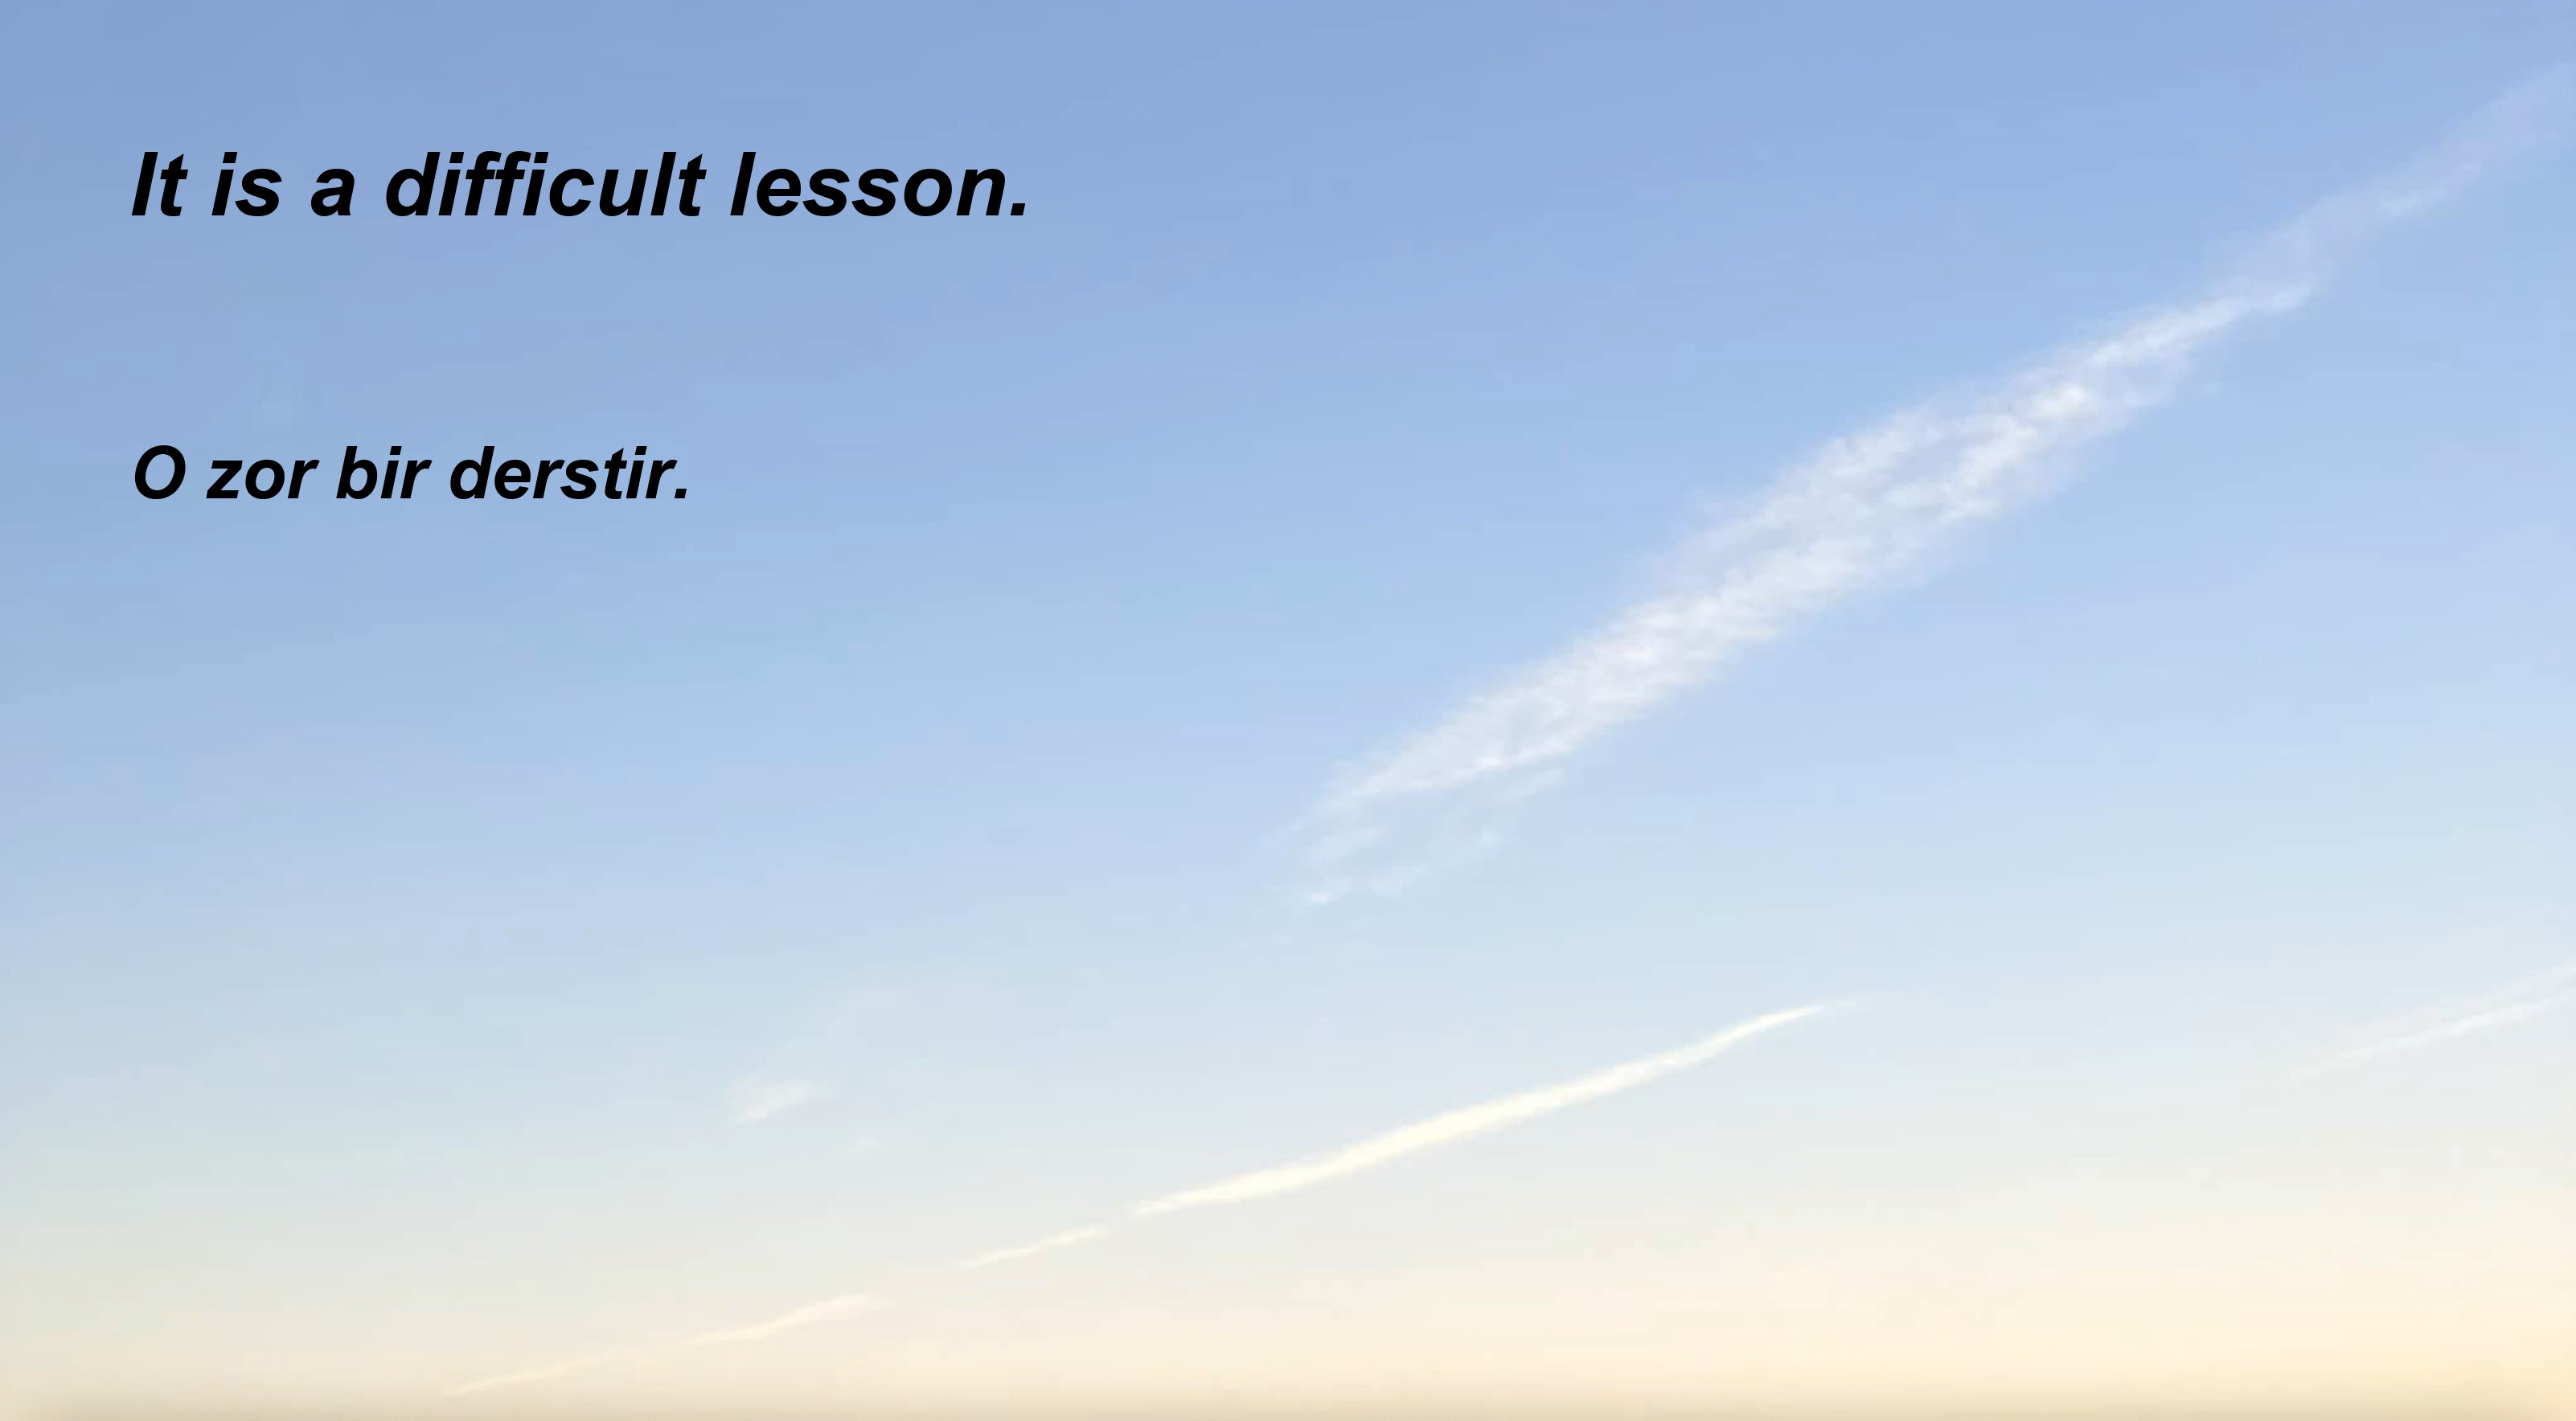 It is a difficult lesson.
O zor bir derstir.